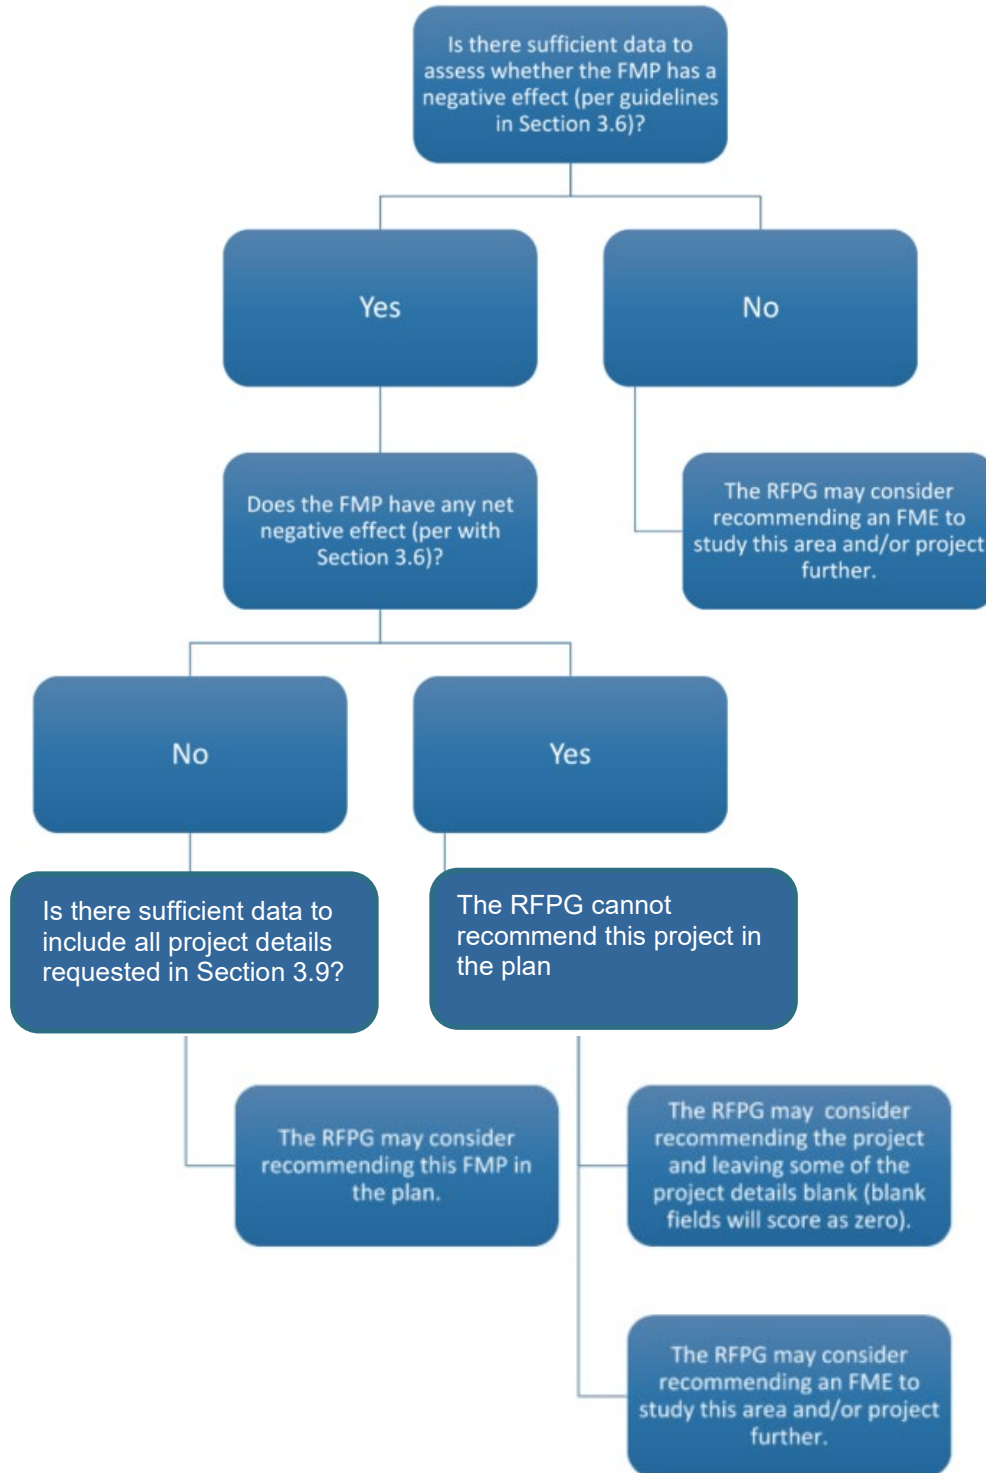 Is there sufficient data to
assess whether the FMP has a
negative effect (per guidelines
in Section 3.6)?
Yes
No
Does the FMP have any net
negative effect (per with
Section 3.6)?
The RFPG may consider
recommending an FME to
study this area and/or project
further.
No
Yes
Is there sufficient data to
include all project details
requested in Section 3.9?
The RFPG cannot
recommend this project in
the plan
The RFPG may consider
recommending this FMP in
the plan.
The RFPG may consider
recommending the project
and leaving some of the
project details blank (blank
fields will score as zero).
The RFPG may consider
recommending an FME to
study this area and/or project
further.